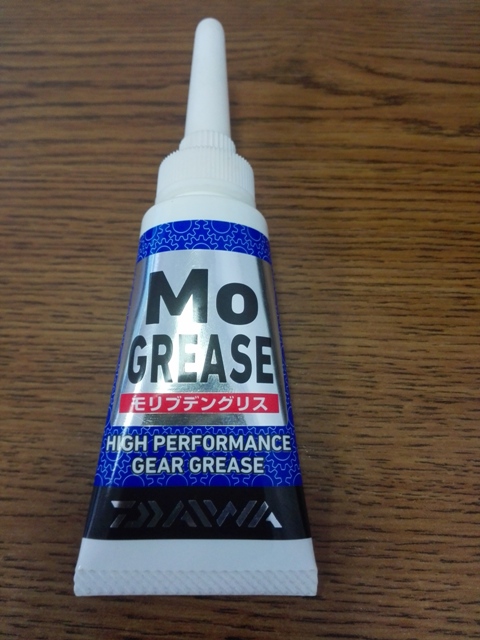 Mo
GREASE
モリブデングリス
HIGH PERFORMANCE
GEAR GREASE
DAIWA